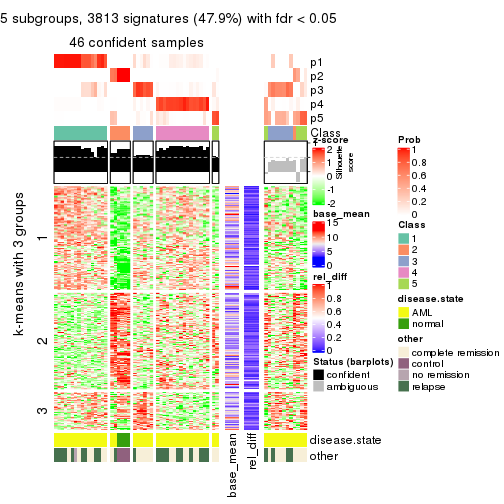 5 subgroups, 3813 signatures (47.9%) with fdr < 0.05
46 confident samples
p1
p2
p3
p4
p5
Class
Silhouette
score
k-means with 3 groups
1
2
3
disease.state
other
base_mean
rel_diff
z-score
2
1
0
-1
-2
base_mean
15
10
5
0
rel_diff
1
0.8
0.6
0.4
0.2
0
Status (barplots)
confident
ambiguous
Prob
1
0.8
0.6
0.4
0.2
0
Class
1
2
3
4
5
disease.state
AML
normal
other
complete remission
control
no remission
relapse